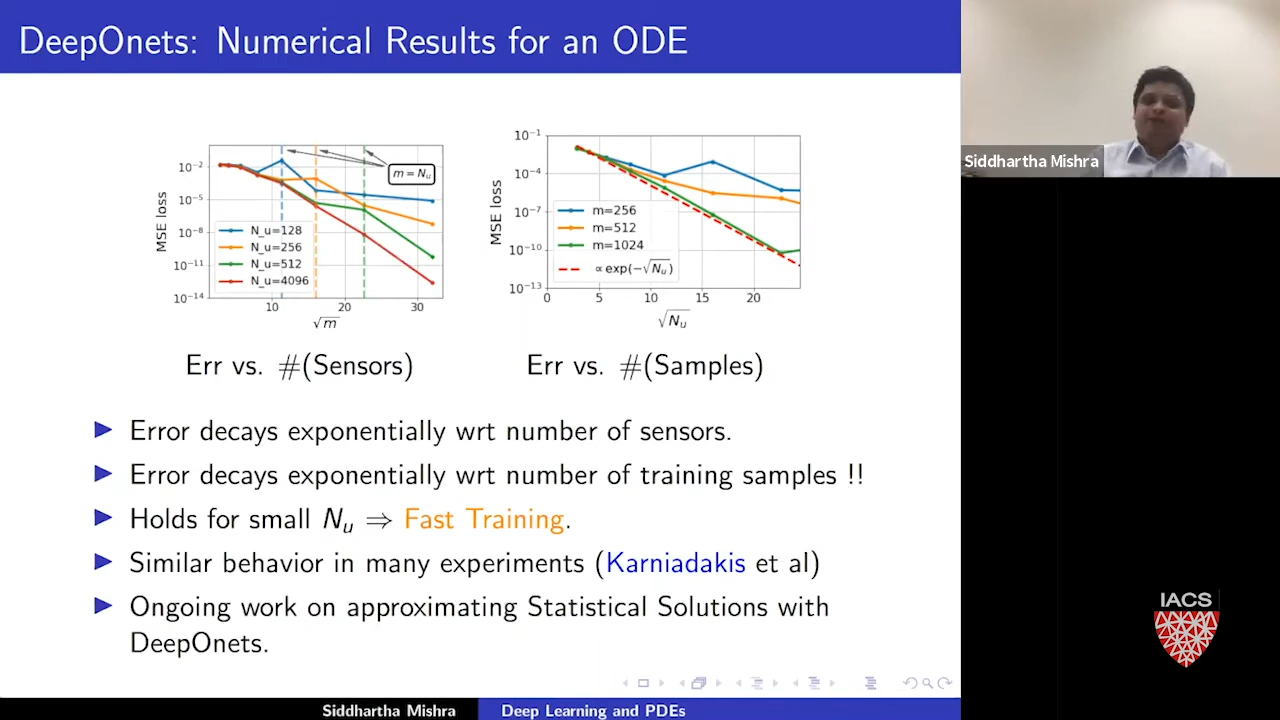 DeepOnets: Numerical Results for an ODE
Siddhartha Mishra
10⁻²
10⁻⁵
10⁻⁸
10⁻¹¹
10⁻¹⁴
MSE loss
m = Nᵤ
N_u=128
N_u=256
N_u=512
N_u=4096
10
20
30
√m
10⁻¹
10⁻⁴
10⁻⁷
10⁻¹⁰
10⁻¹³
MSE loss
m=256
m=512
m=1024
∝exp(−√Nᵤ)
0
5
10
15
20
√Nᵤ
Err vs. #(Sensors)
Err vs. #(Samples)
Error decays exponentially wrt number of sensors.
Error decays exponentially wrt number of training samples !!
Holds for small Nᵤ ⇒ Fast Training.
Similar behavior in many experiments (Karniadakis et al)
Ongoing work on approximating Statistical Solutions with
DeepOnets.
IACS
Siddhartha Mishra
Deep Learning and PDEs